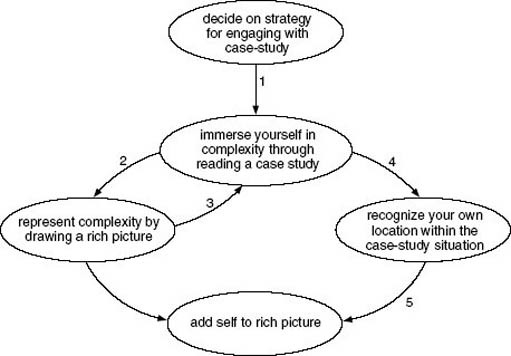 decide on strategy
for engaging with
case-study
1
immerse yourself in
complexity through
reading a case study
2
4
3
represent complexity by
drawing a rich picture
recognize your own
location within the
case-study situation
5
add self to rich picture